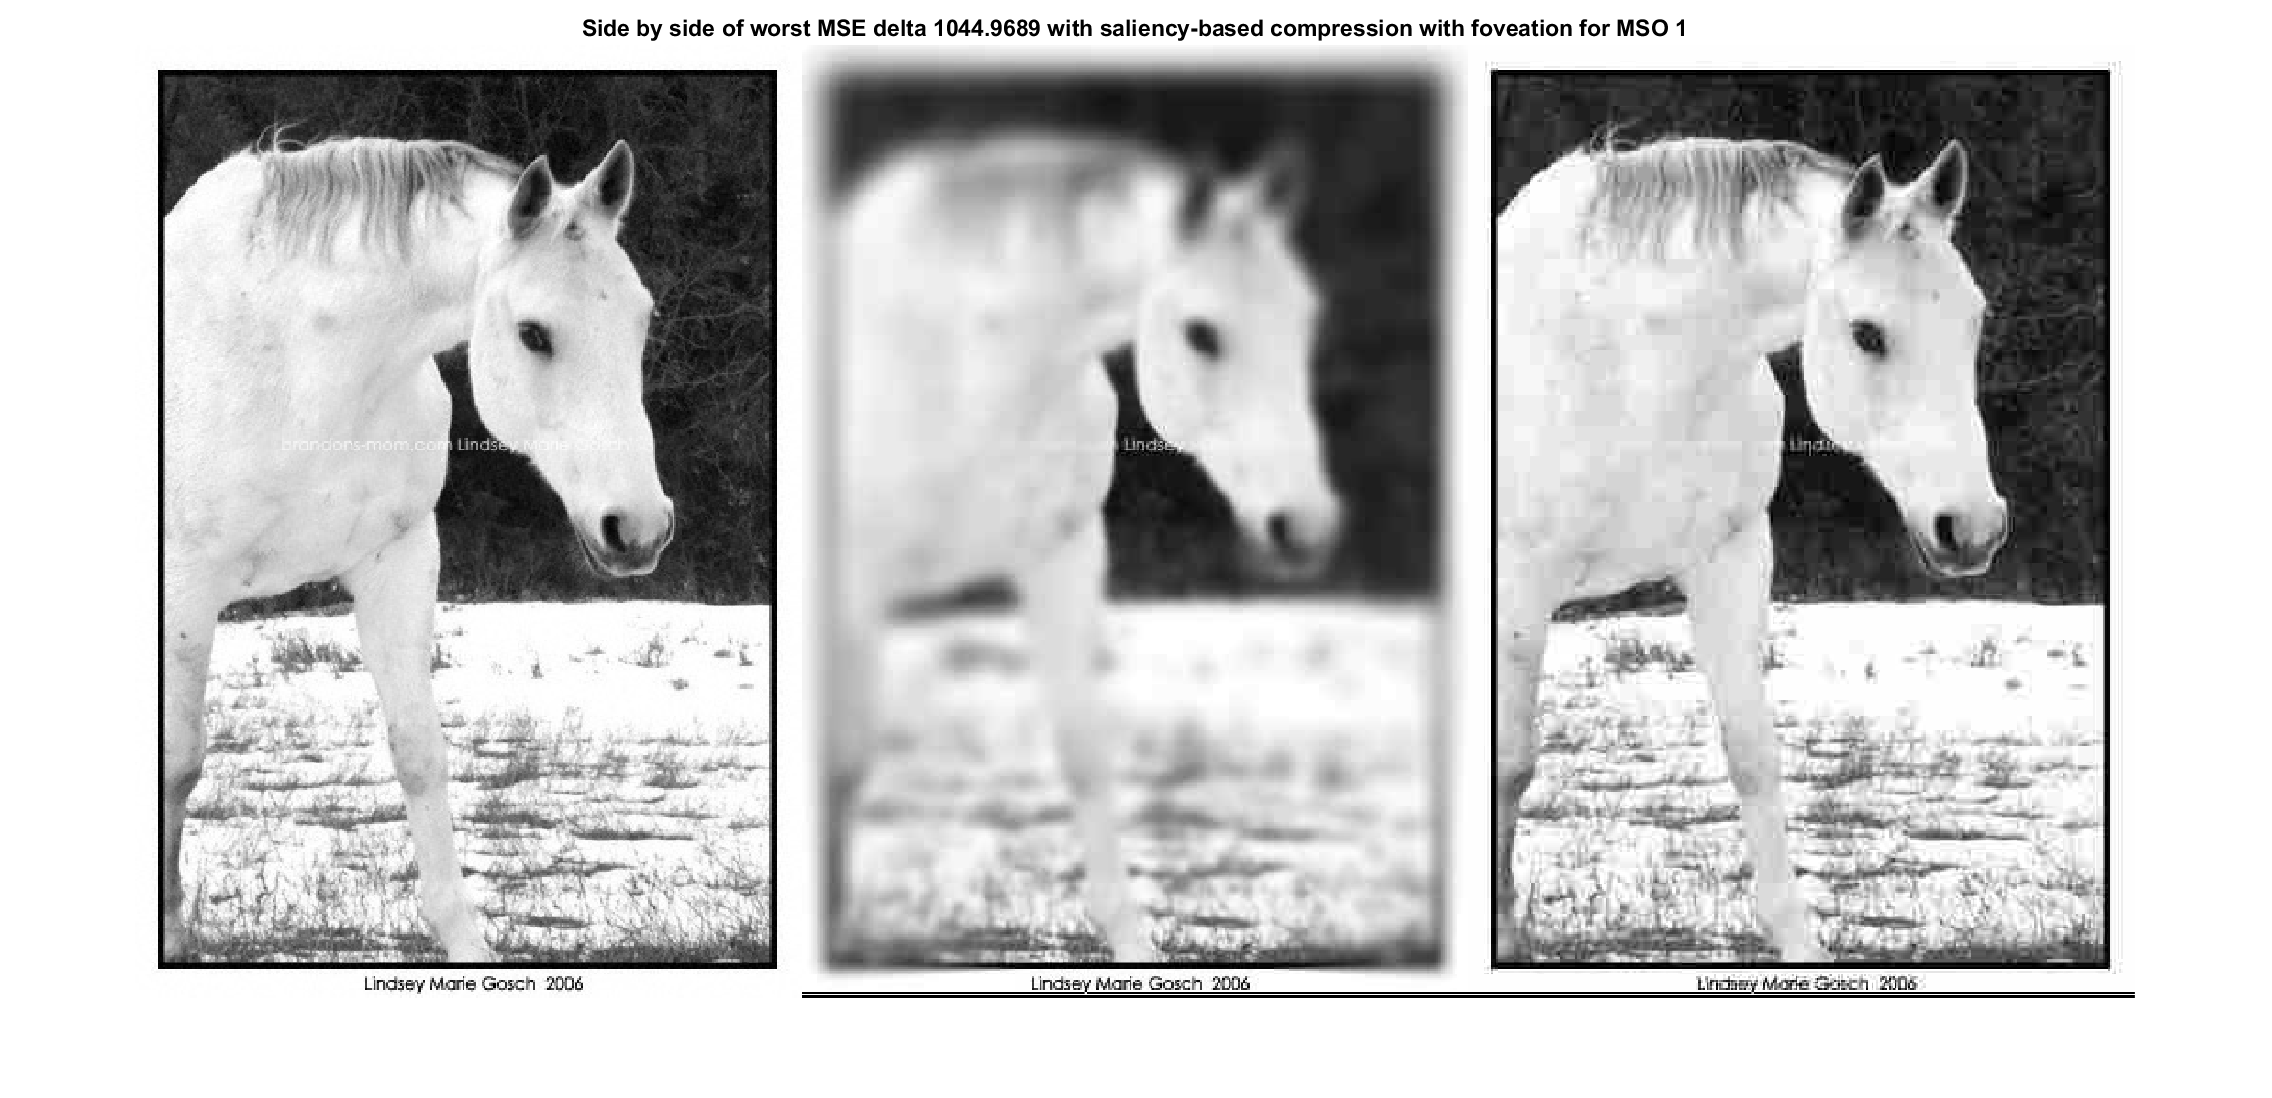 Side by side of worst MSE delta 1044.9689 with saliency-based compression with foveation for MSO 1
brandons-mom.com Lindsey Marie Gosch
Lindsey
Lindsey Marie Gosch 2006
Lindsey Marie Gosch 2006
Lindsey Marie Gosch 2006